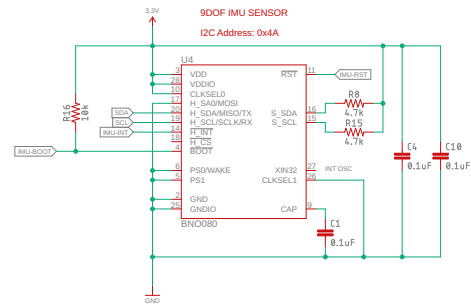 3.3V
9DOF IMU SENSOR
I2C Address: 0x4A
U4
3 VDD
28 VDDIO
10 CLKSEL0
17 H_SA0/MOSI
SDA 20 H_SDA/MISO/TX
SCL 19 H_SCL/SCLK/RX
IMU-INT 14 H_INT
18 H_CS
IMU-BOOT 4 BOOT
6 PS0/WAKE
5 PS1
2 GND
25 GNDIO
BNO080
RST 11 IMU-RST
S_SDA 16
S_SCL 15
XIN32 27 INT OSC
CLKSEL1 26
CAP 9
R16
10k
R8
4.7k
R15
4.7k
C4
0.1uF
C10
0.1uF
C1
0.1uF
GND